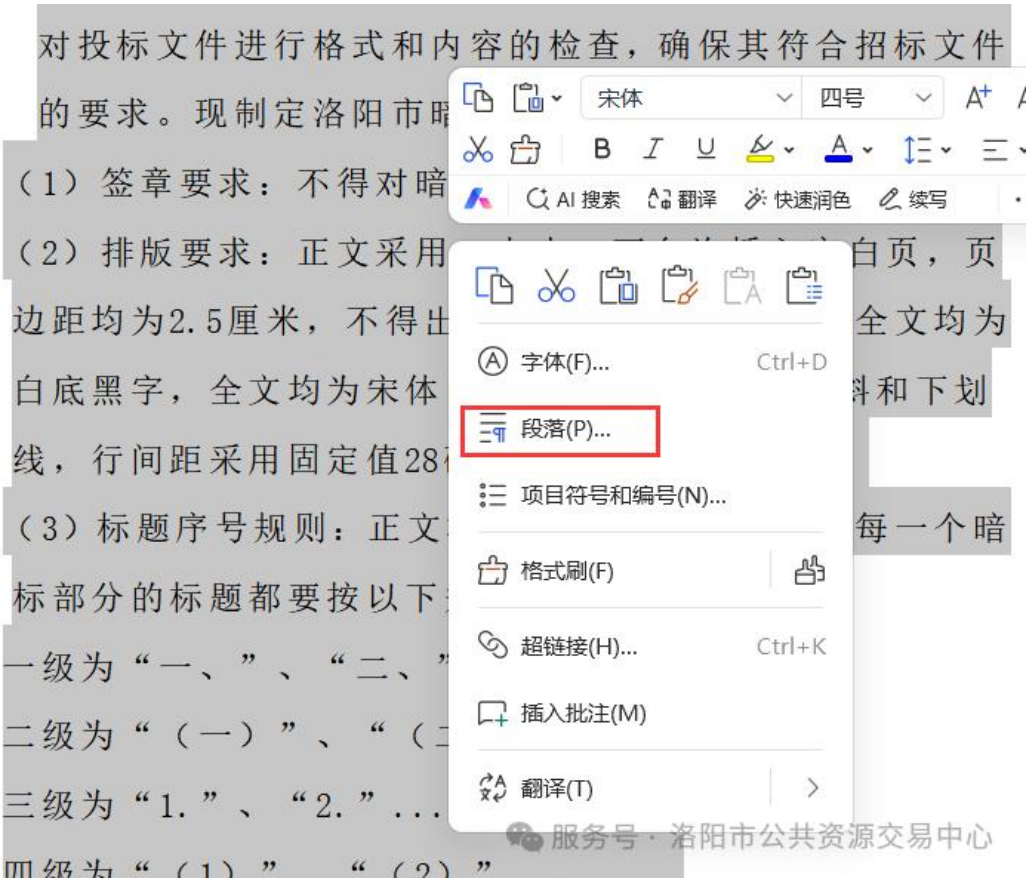 对投标文件进行格式和内容的检查，确保其符合招标文件
的要求。现制定洛阳市暗
宋体
四号
A+
B I U A
AI 搜索 翻译 快速润色 续写
（1）签章要求：不得对暗
（2）排版要求：正文采用
白页，页
边距均为2.5厘米，不得出
全文均为
白底黑字，全文均为宋体
和下划
线，行间距采用固定值28
（3）标题序号规则：正文
每一个暗
标部分的标题都要按以下
一级为“一、”、“二、”
二级为“（一）”、“（二
三级为“1.”、“2.”...
四级为“（1）”、“（2）”
字体(F)... Ctrl+D
段落(P)...
项目符号和编号(N)...
格式刷(F)
超链接(H)... Ctrl+K
插入批注(M)
翻译(T)
服务号 · 洛阳市公共资源交易中心